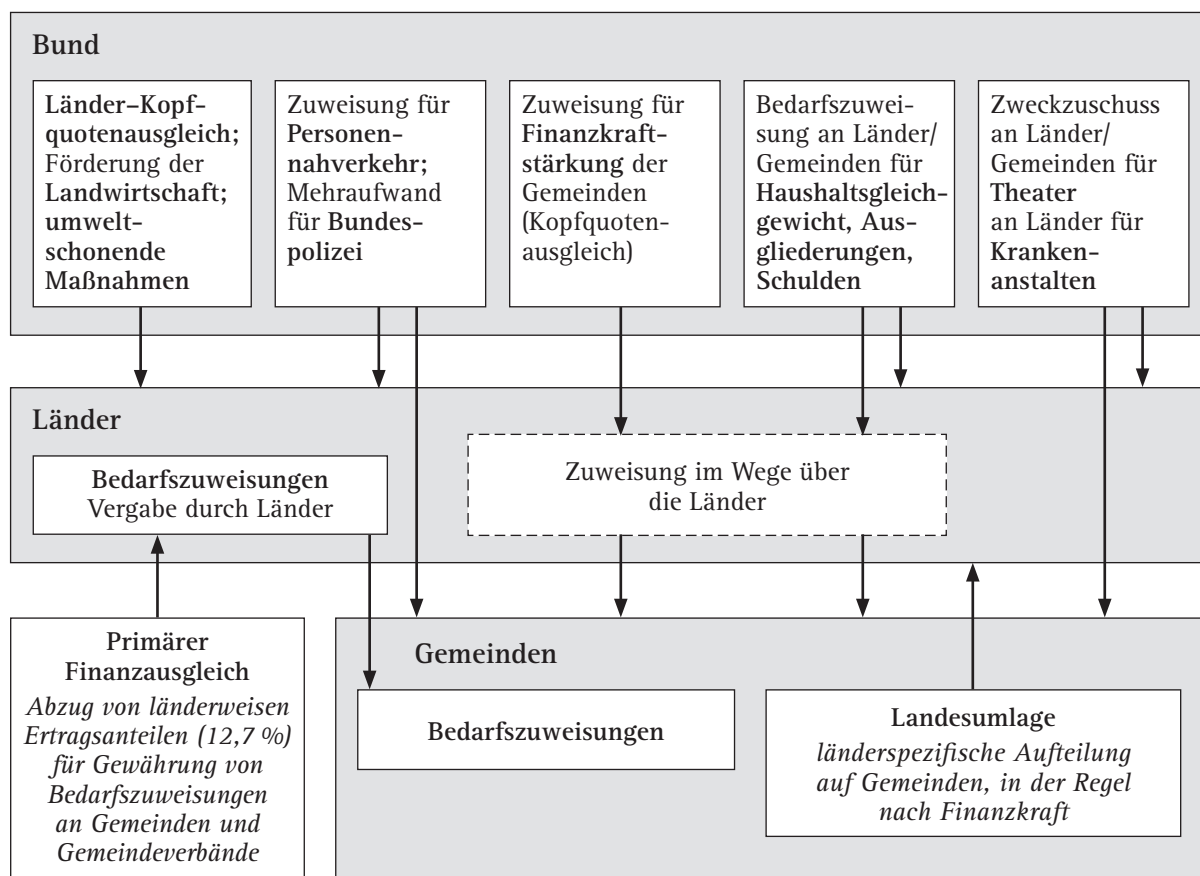 Bund
Länder–Kopf-
quotenausgleich;
Förderung der
Landwirtschaft;
umwelt-
schonende
Maßnahmen
Zuweisung für
Personen-
nahverkehr;
Mehraufwand
für Bundes-
polizei
Zuweisung für
Finanzkraft-
stärkung der
Gemeinden
(Kopfquoten-
ausgleich)
Bedarfszuwei-
sung an Länder/
Gemeinden für
Haushaltsgleich-
gewicht, Aus-
gliederungen,
Schulden
Zweckzuschuss
an Länder/
Gemeinden für
Theater
an Länder für
Kranken-
anstalten
Länder
Bedarfszuweisungen
Vergabe durch Länder
Zuweisung im Wege über
die Länder
Primärer
Finanzausgleich
Abzug von länderweisen
Ertragsanteilen (12,7 %)
für Gewährung von
Bedarfszuweisungen
an Gemeinden und
Gemeindeverbände
Gemeinden
Bedarfszuweisungen
Landesumlage
länderspezifische Aufteilung
auf Gemeinden, in der Regel
nach Finanzkraft